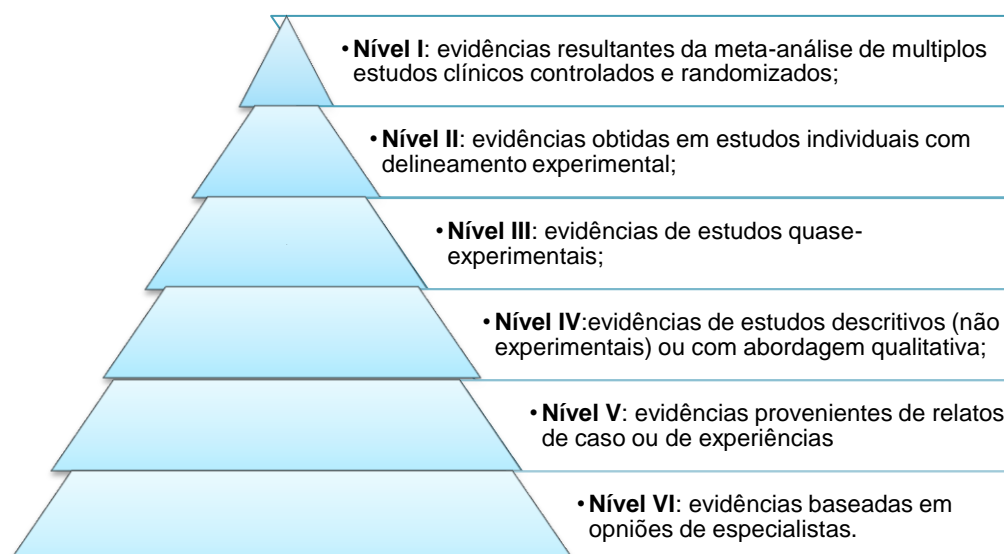 • Nível I: evidências resultantes da meta-análise de multiplos
estudos clínicos controlados e randomizados;
• Nível II: evidências obtidas em estudos individuais com
delineamento experimental;
• Nível III: evidências de estudos quase-
experimentais;
• Nível IV:evidências de estudos descritivos (não
experimentais) ou com abordagem qualitativa;
• Nível V: evidências provenientes de relatos
de caso ou de experiências
• Nível VI: evidências baseadas em
opniões de especialistas.